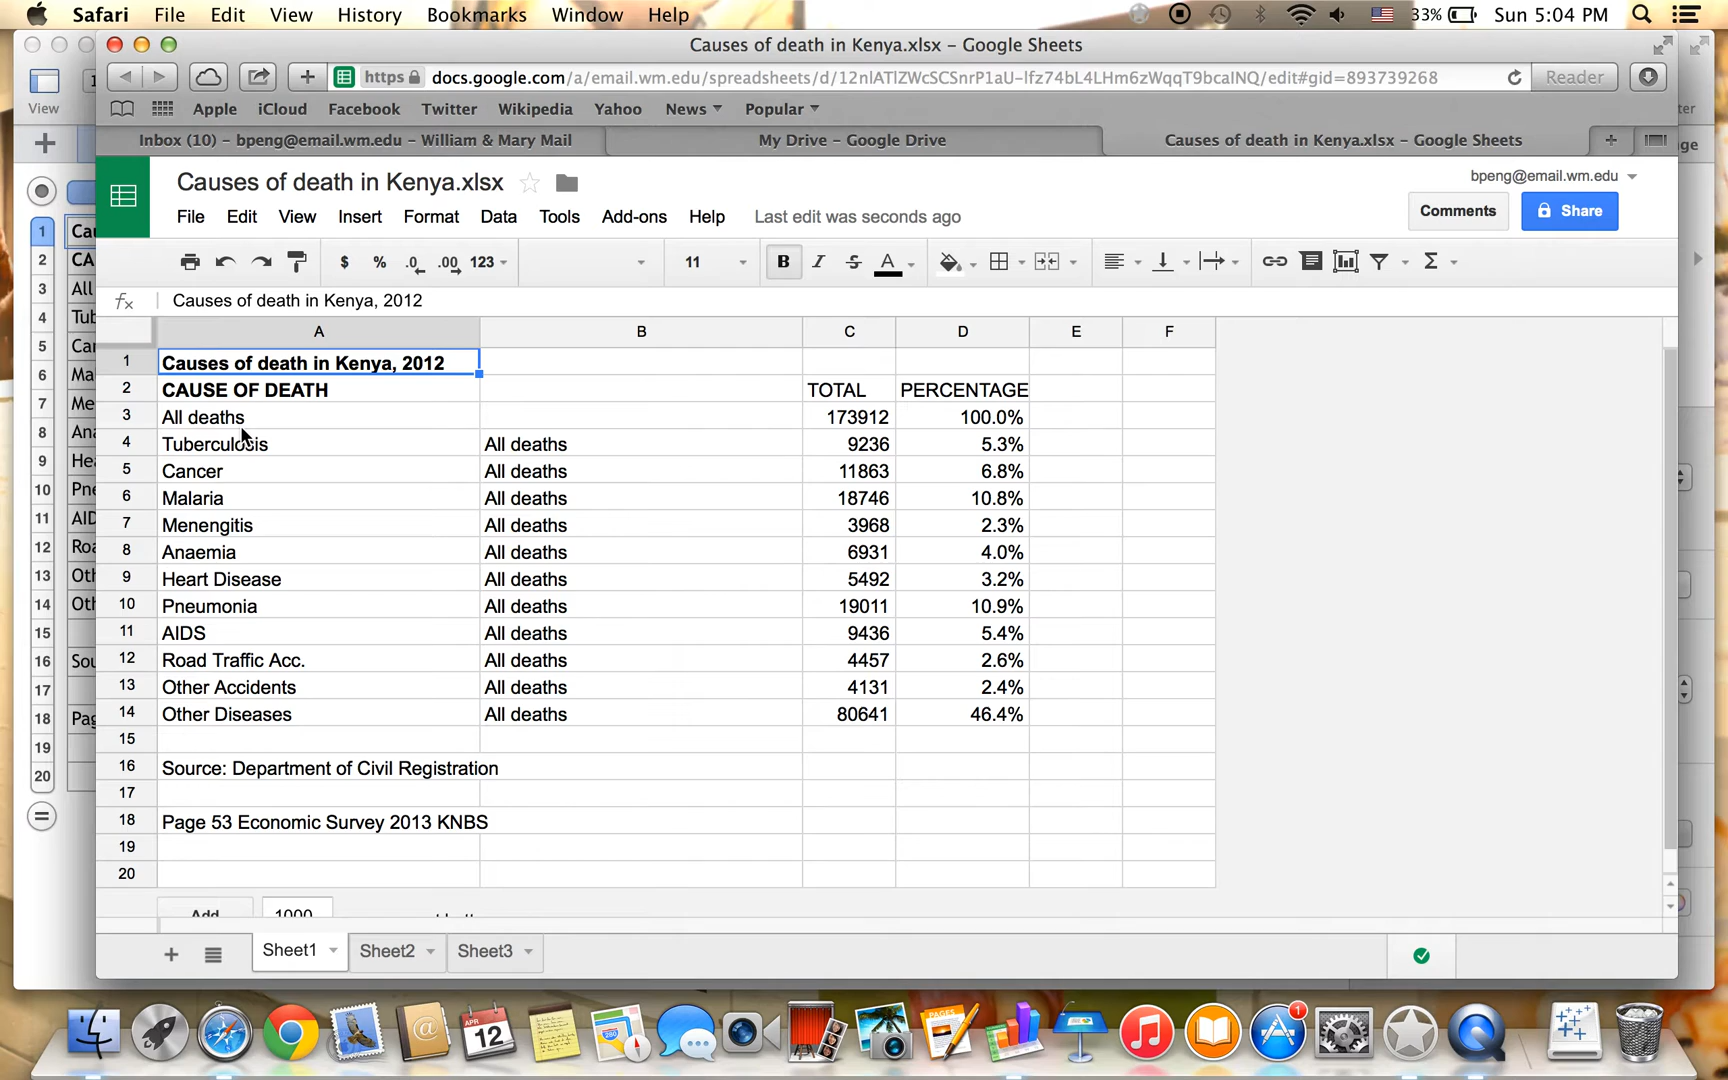 Safari File Edit View History Bookmarks Window Help 33% Sun 5:04 PM
Causes of death in Kenya.xlsx – Google Sheets
https docs.google.com/a/email.wm.edu/spreadsheets/d/12nlATlZWcSCSnrP1aU-lfz74bL4LHm6zWqqT9bcaINQ/edit#gid=893739268 Reader
View
Apple iCloud Facebook Twitter Wikipedia Yahoo News Popular
Inbox (10) – bpeng@email.wm.edu – William & Mary Mail My Drive – Google Drive Causes of death in Kenya.xlsx – Google Sheets
Causes of death in Kenya.xlsx bpeng@email.wm.edu
File Edit View Insert Format Data Tools Add-ons Help Last edit was seconds ago Comments Share
$ % .0 .00 123 11 B I S A Σ
fx Causes of death in Kenya, 2012
A B C D E F
1 Causes of death in Kenya, 2012
2 CAUSE OF DEATH TOTAL PERCENTAGE
3 All deaths 173912 100.0%
4 Tuberculosis All deaths 9236 5.3%
5 Cancer All deaths 11863 6.8%
6 Malaria All deaths 18746 10.8%
7 Menengitis All deaths 3968 2.3%
8 Anaemia All deaths 6931 4.0%
9 Heart Disease All deaths 5492 3.2%
10 Pneumonia All deaths 19011 10.9%
11 AIDS All deaths 9436 5.4%
12 Road Traffic Acc. All deaths 4457 2.6%
13 Other Accidents All deaths 4131 2.4%
14 Other Diseases All deaths 80641 46.4%
15
16 Source: Department of Civil Registration
17
18 Page 53 Economic Survey 2013 KNBS
19
20
Add 1000
Sheet1 Sheet2 Sheet3
APR
12
PAGES
1